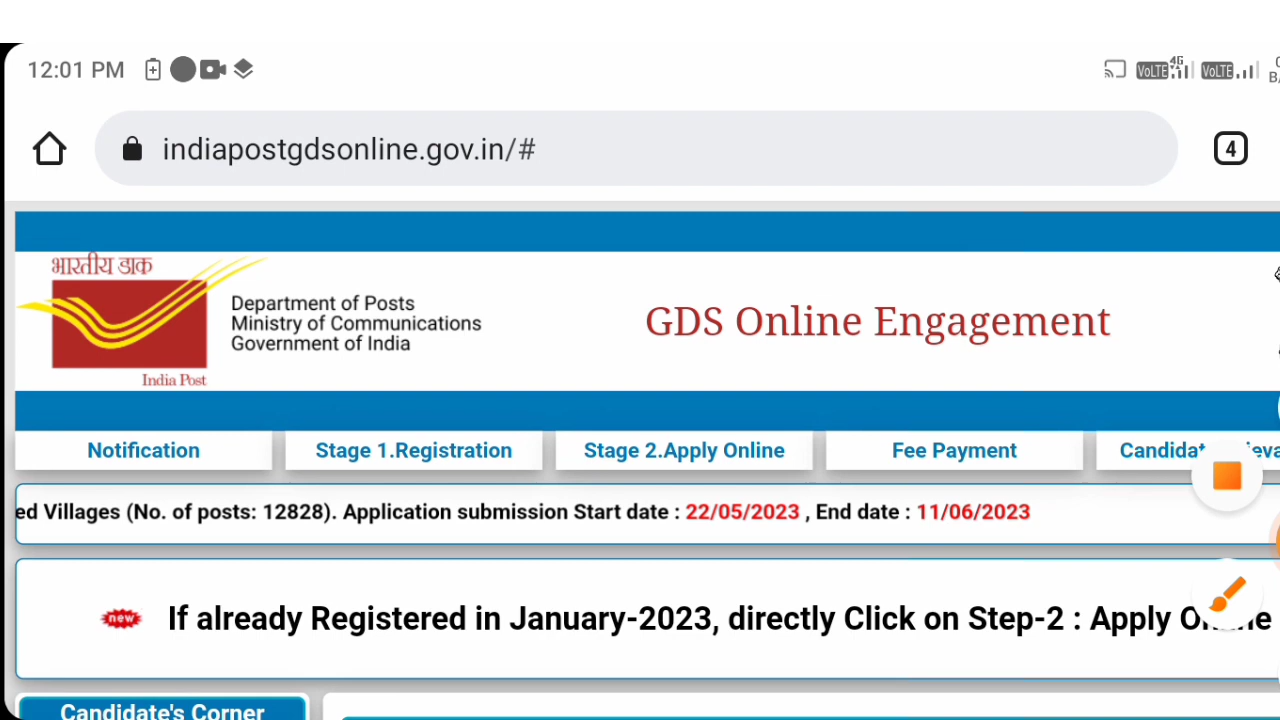 12:01 PM
4G
VoLTE VoLTE
indiapostgdsonline.gov.in/#
4
भारतीय डाक
Department of Posts
Ministry of Communications
Government of India
India Post
GDS Online Engagement
Notification Stage 1.Registration Stage 2.Apply Online Fee Payment
ed Villages (No. of posts: 12828). Application submission Start date : 22/05/2023 , End date : 11/06/2023
new If already Registered in January-2023, directly Click on Step-2 : Apply
Candidate's Corner